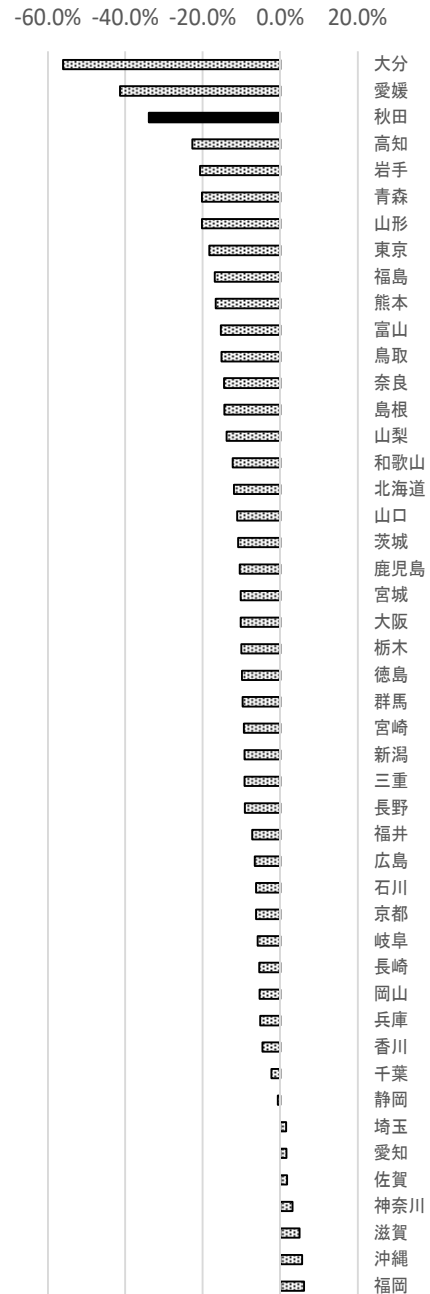 -60.0% -40.0% -20.0% 0.0% 20.0%
大分
愛媛
秋田
高知
岩手
青森
山形
東京
福島
熊本
富山
鳥取
奈良
島根
山梨
和歌山
北海道
山口
茨城
鹿児島
宮城
大阪
栃木
徳島
群馬
宮崎
新潟
三重
長野
福井
広島
石川
京都
岐阜
長崎
岡山
兵庫
香川
千葉
静岡
埼玉
愛知
佐賀
神奈川
滋賀
沖縄
福岡